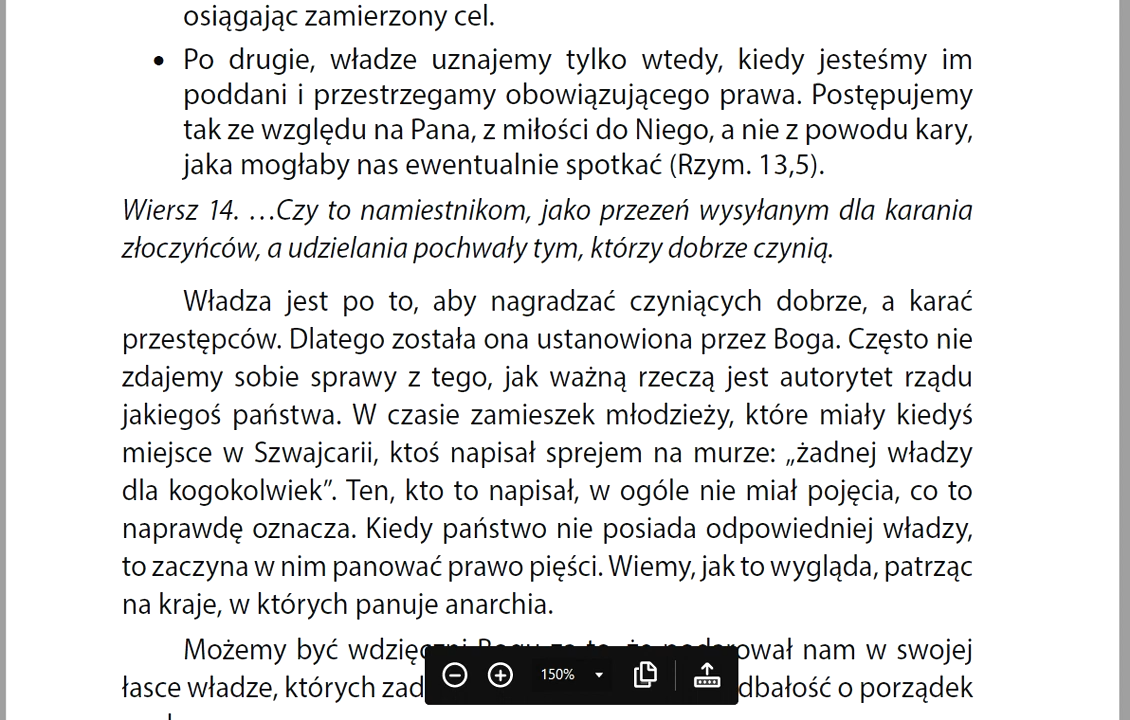 osiągając zamierzony cel.
• Po drugie, władze uznajemy tylko wtedy, kiedy jesteśmy im
poddani i przestrzegamy obowiązującego prawa. Postępujemy
tak ze względu na Pana, z miłości do Niego, a nie z powodu kary,
jaka mogłaby nas ewentualnie spotkać (Rzym. 13,5).
Wiersz 14. …Czy to namiestnikom, jako przezeń wysyłanym dla karania
złoczyńców, a udzielania pochwały tym, którzy dobrze czynią.
Władza jest po to, aby nagradzać czyniących dobrze, a karać
przestępców. Dlatego została ona ustanowiona przez Boga. Często nie
zdajemy sobie sprawy z tego, jak ważną rzeczą jest autorytet rządu
jakiegoś państwa. W czasie zamieszek młodzieży, które miały kiedyś
miejsce w Szwajcarii, ktoś napisał sprejem na murze: „żadnej władzy
dla kogokolwiek”. Ten, kto to napisał, w ogóle nie miał pojęcia, co to
naprawdę oznacza. Kiedy państwo nie posiada odpowiedniej władzy,
to zaczyna w nim panować prawo pięści. Wiemy, jak to wygląda, patrząc
na kraje, w których panuje anarchia.
Możemy być wdzięczni Bogu za to, że podarował nam w swojej
łasce władze, których zad dbałość o porządek
150%